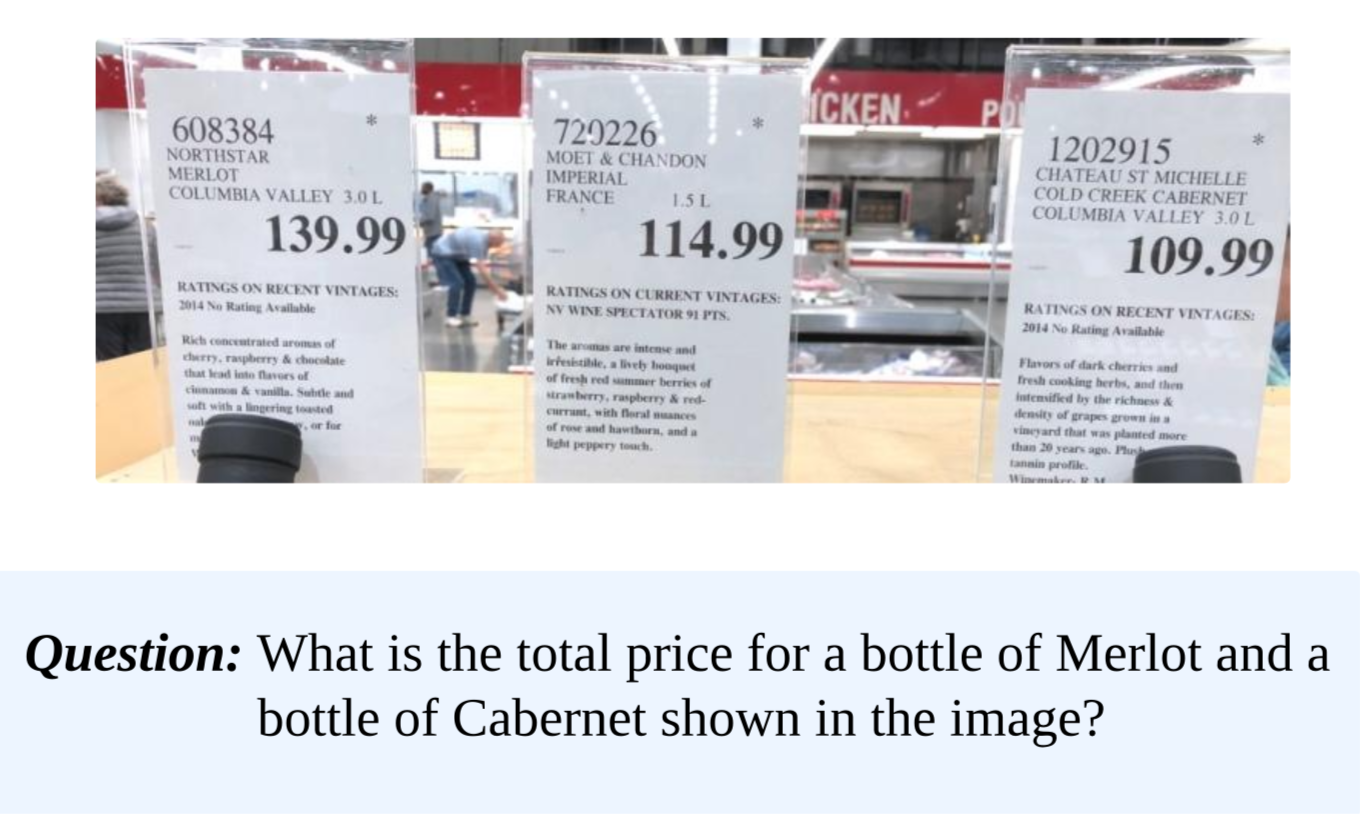 ICKEN
608384 *
NORTHSTAR
MERLOT
COLUMBIA VALLEY 3.0 L
139.99
RATINGS ON RECENT VINTAGES:
2014 No Rating Available
Rich concentrated aromas of
cherry, raspberry & chocolate
that lead into flavors of
cinnamon & vanilla. Subtle and
soft with a lingering toasted
, or for
720226 *
MOET & CHANDON
IMPERIAL
FRANCE 1.5 L
114.99
RATINGS ON CURRENT VINTAGES:
NV WINE SPECTATOR 91 PTS.
The aromas are intense and
irresistible, a lively bouquet
of fresh red summer berries of
strawberry, raspberry & red-
currant, with floral nuances
of rose and hawthorn, and a
light peppery touch.
1202915 *
CHATEAU ST MICHELLE
COLD CREEK CABERNET
COLUMBIA VALLEY 3.0 L
109.99
RATINGS ON RECENT VINTAGES:
2014 No Rating Available
Flavors of dark cherries and
fresh cooking herbs, and then
intensified by the richness &
density of grapes grown in a
vineyard that was planted more
than 20 years ago.
tannin profile.
Winemaker: R M
Question: What is the total price for a bottle of Merlot and a
bottle of Cabernet shown in the image?